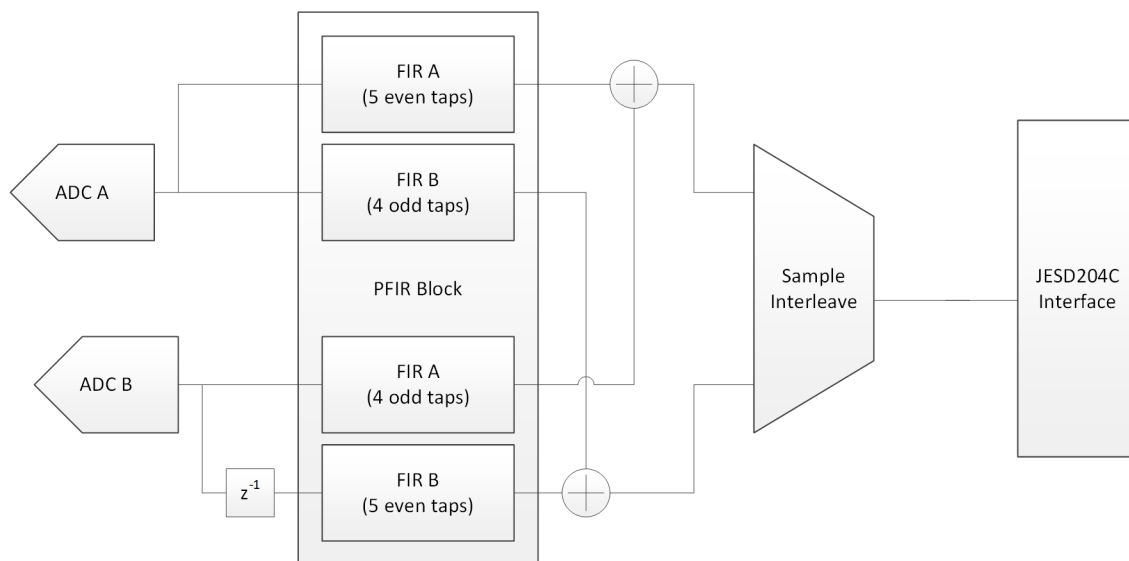 FIR A
(5 even taps)
ADC A
FIR B
(4 odd taps)
PFIR Block
Sample
Interleave
JESD204C
Interface
ADC B
FIR A
(4 odd taps)
z⁻¹
FIR B
(5 even taps)